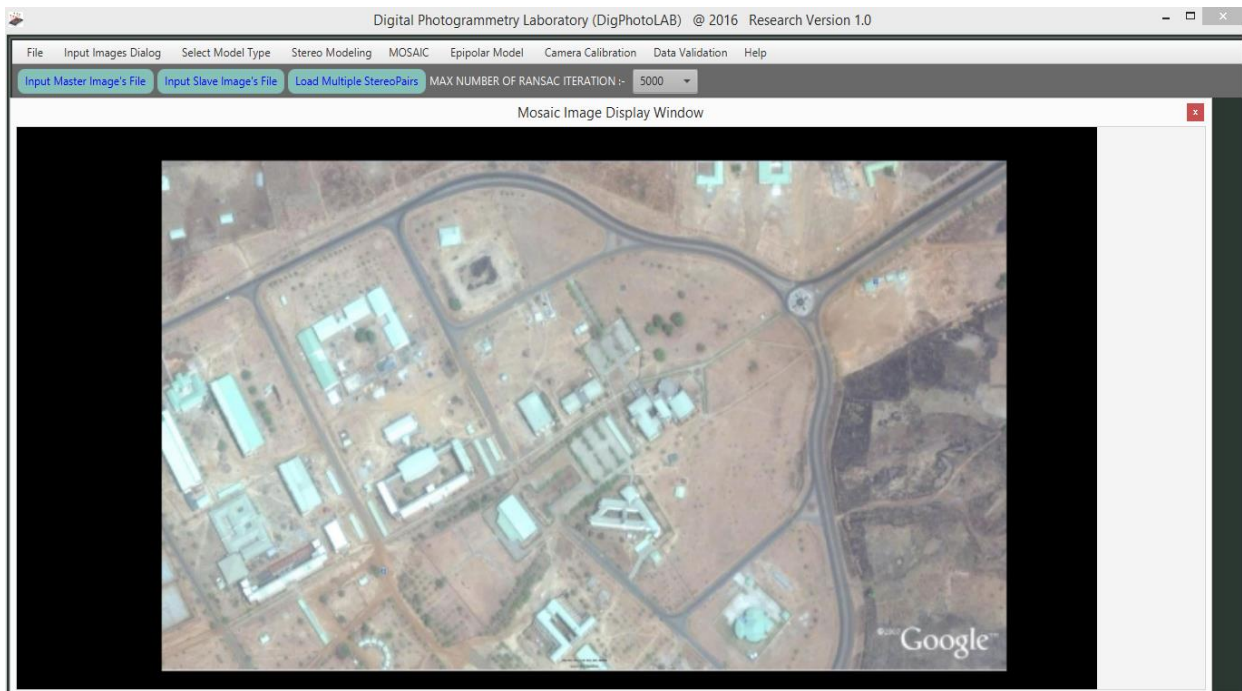 Digital Photogrammetry Laboratory (DigPhotoLAB) @ 2016 Research Version 1.0
File Input Images Dialog Select Model Type Stereo Modeling MOSAIC Epipolar Model Camera Calibration Data Validation Help
Input Master Image's File Input Slave Image's File Load Multiple StereoPairs MAX NUMBER OF RANSAC ITERATION :- 5000
Mosaic Image Display Window
x
©2007 Google™